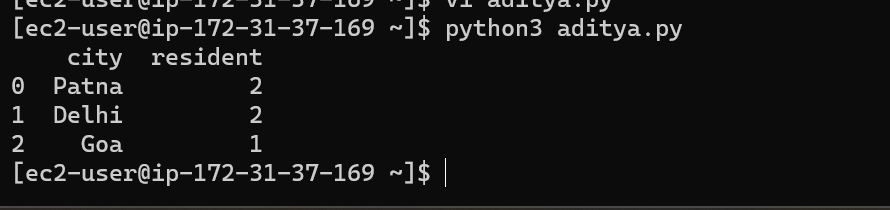 [ec2-user@ip-172-31-37-169 ~]$ vi aditya.py
[ec2-user@ip-172-31-37-169 ~]$ python3 aditya.py
    city  resident
0  Patna         2
1  Delhi         2
2    Goa         1
[ec2-user@ip-172-31-37-169 ~]$